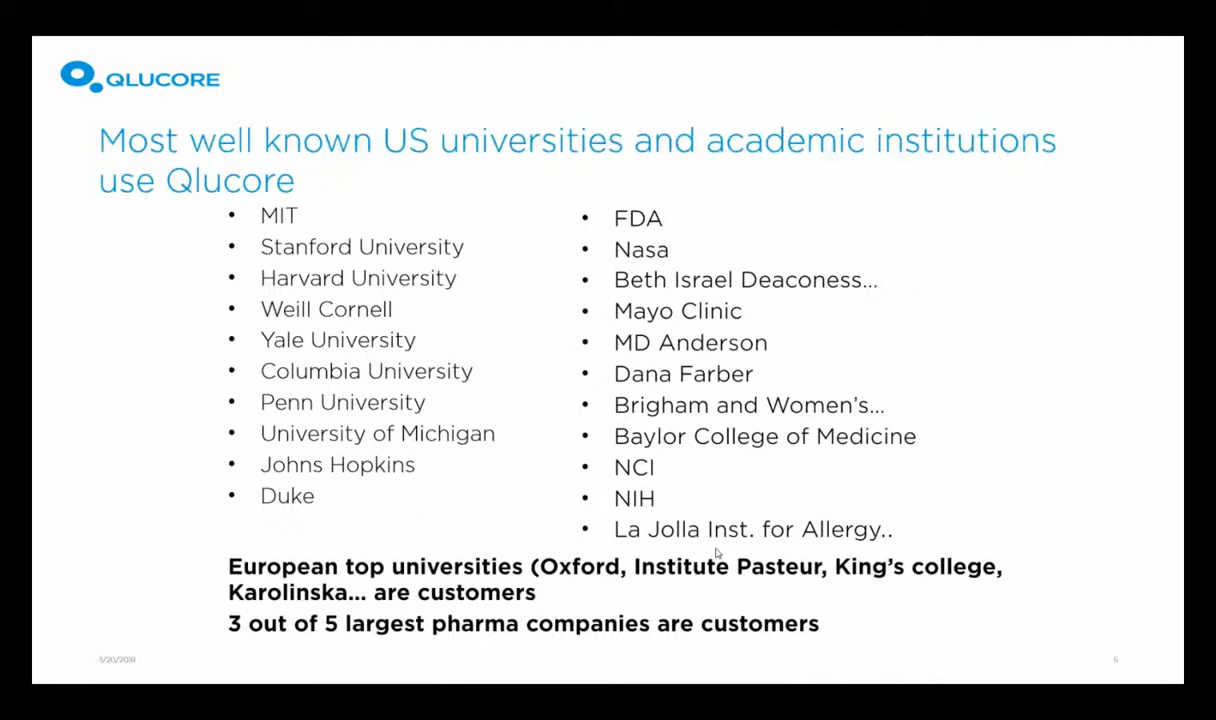 QLUCORE
Most well known US universities and academic institutions
use Qlucore
• MIT
• Stanford University
• Harvard University
• Weill Cornell
• Yale University
• Columbia University
• Penn University
• University of Michigan
• Johns Hopkins
• Duke
• FDA
• Nasa
• Beth Israel Deaconess...
• Mayo Clinic
• MD Anderson
• Dana Farber
• Brigham and Women's...
• Baylor College of Medicine
• NCI
• NIH
• La Jolla Inst. for Allergy..
European top universities (Oxford, Institute Pasteur, King's college,
Karolinska... are customers
3 out of 5 largest pharma companies are customers
5